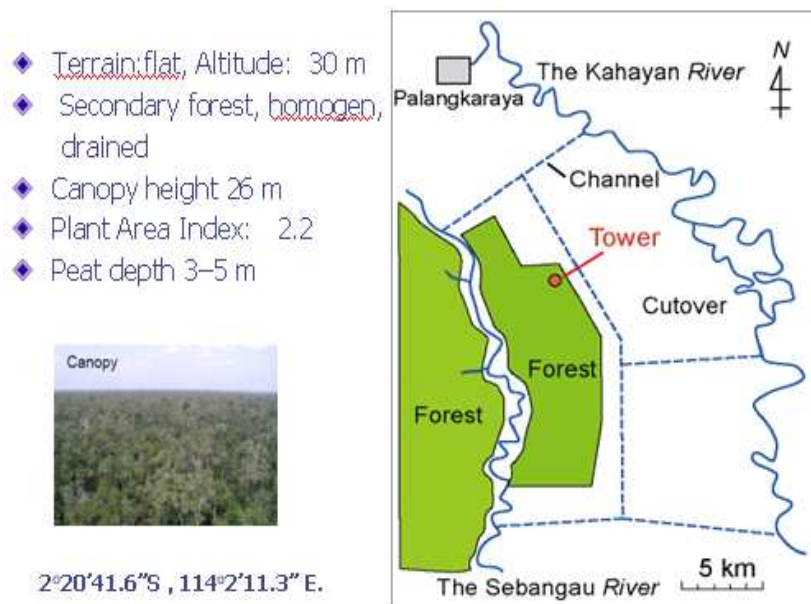 Terrain:flat, Altitude: 30 m
Secondary forest, homogen,
drained
Canopy height 26 m
Plant Area Index: 2.2
Peat depth 3–5 m
Canopy
2°20'41.6"S , 114°2'11.3" E.
N
The Kahayan River
Palangkaraya
Channel
Tower
Cutover
Forest
Forest
5 km
The Sebangau River